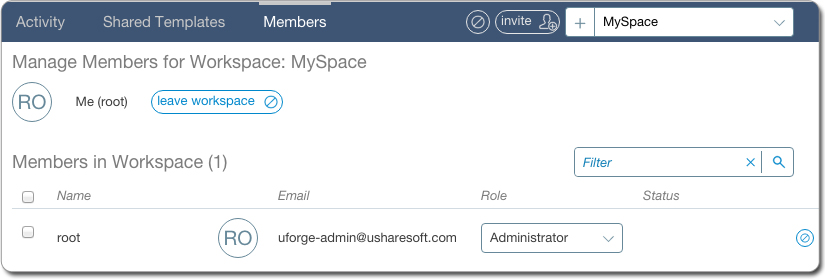 Activity Shared Templates Members invite + MySpace
Manage Members for Workspace: MySpace
RO Me (root) leave workspace
Members in Workspace (1) Filter
Name Email Role Status
root RO uforge-admin@usharesoft.com Administrator